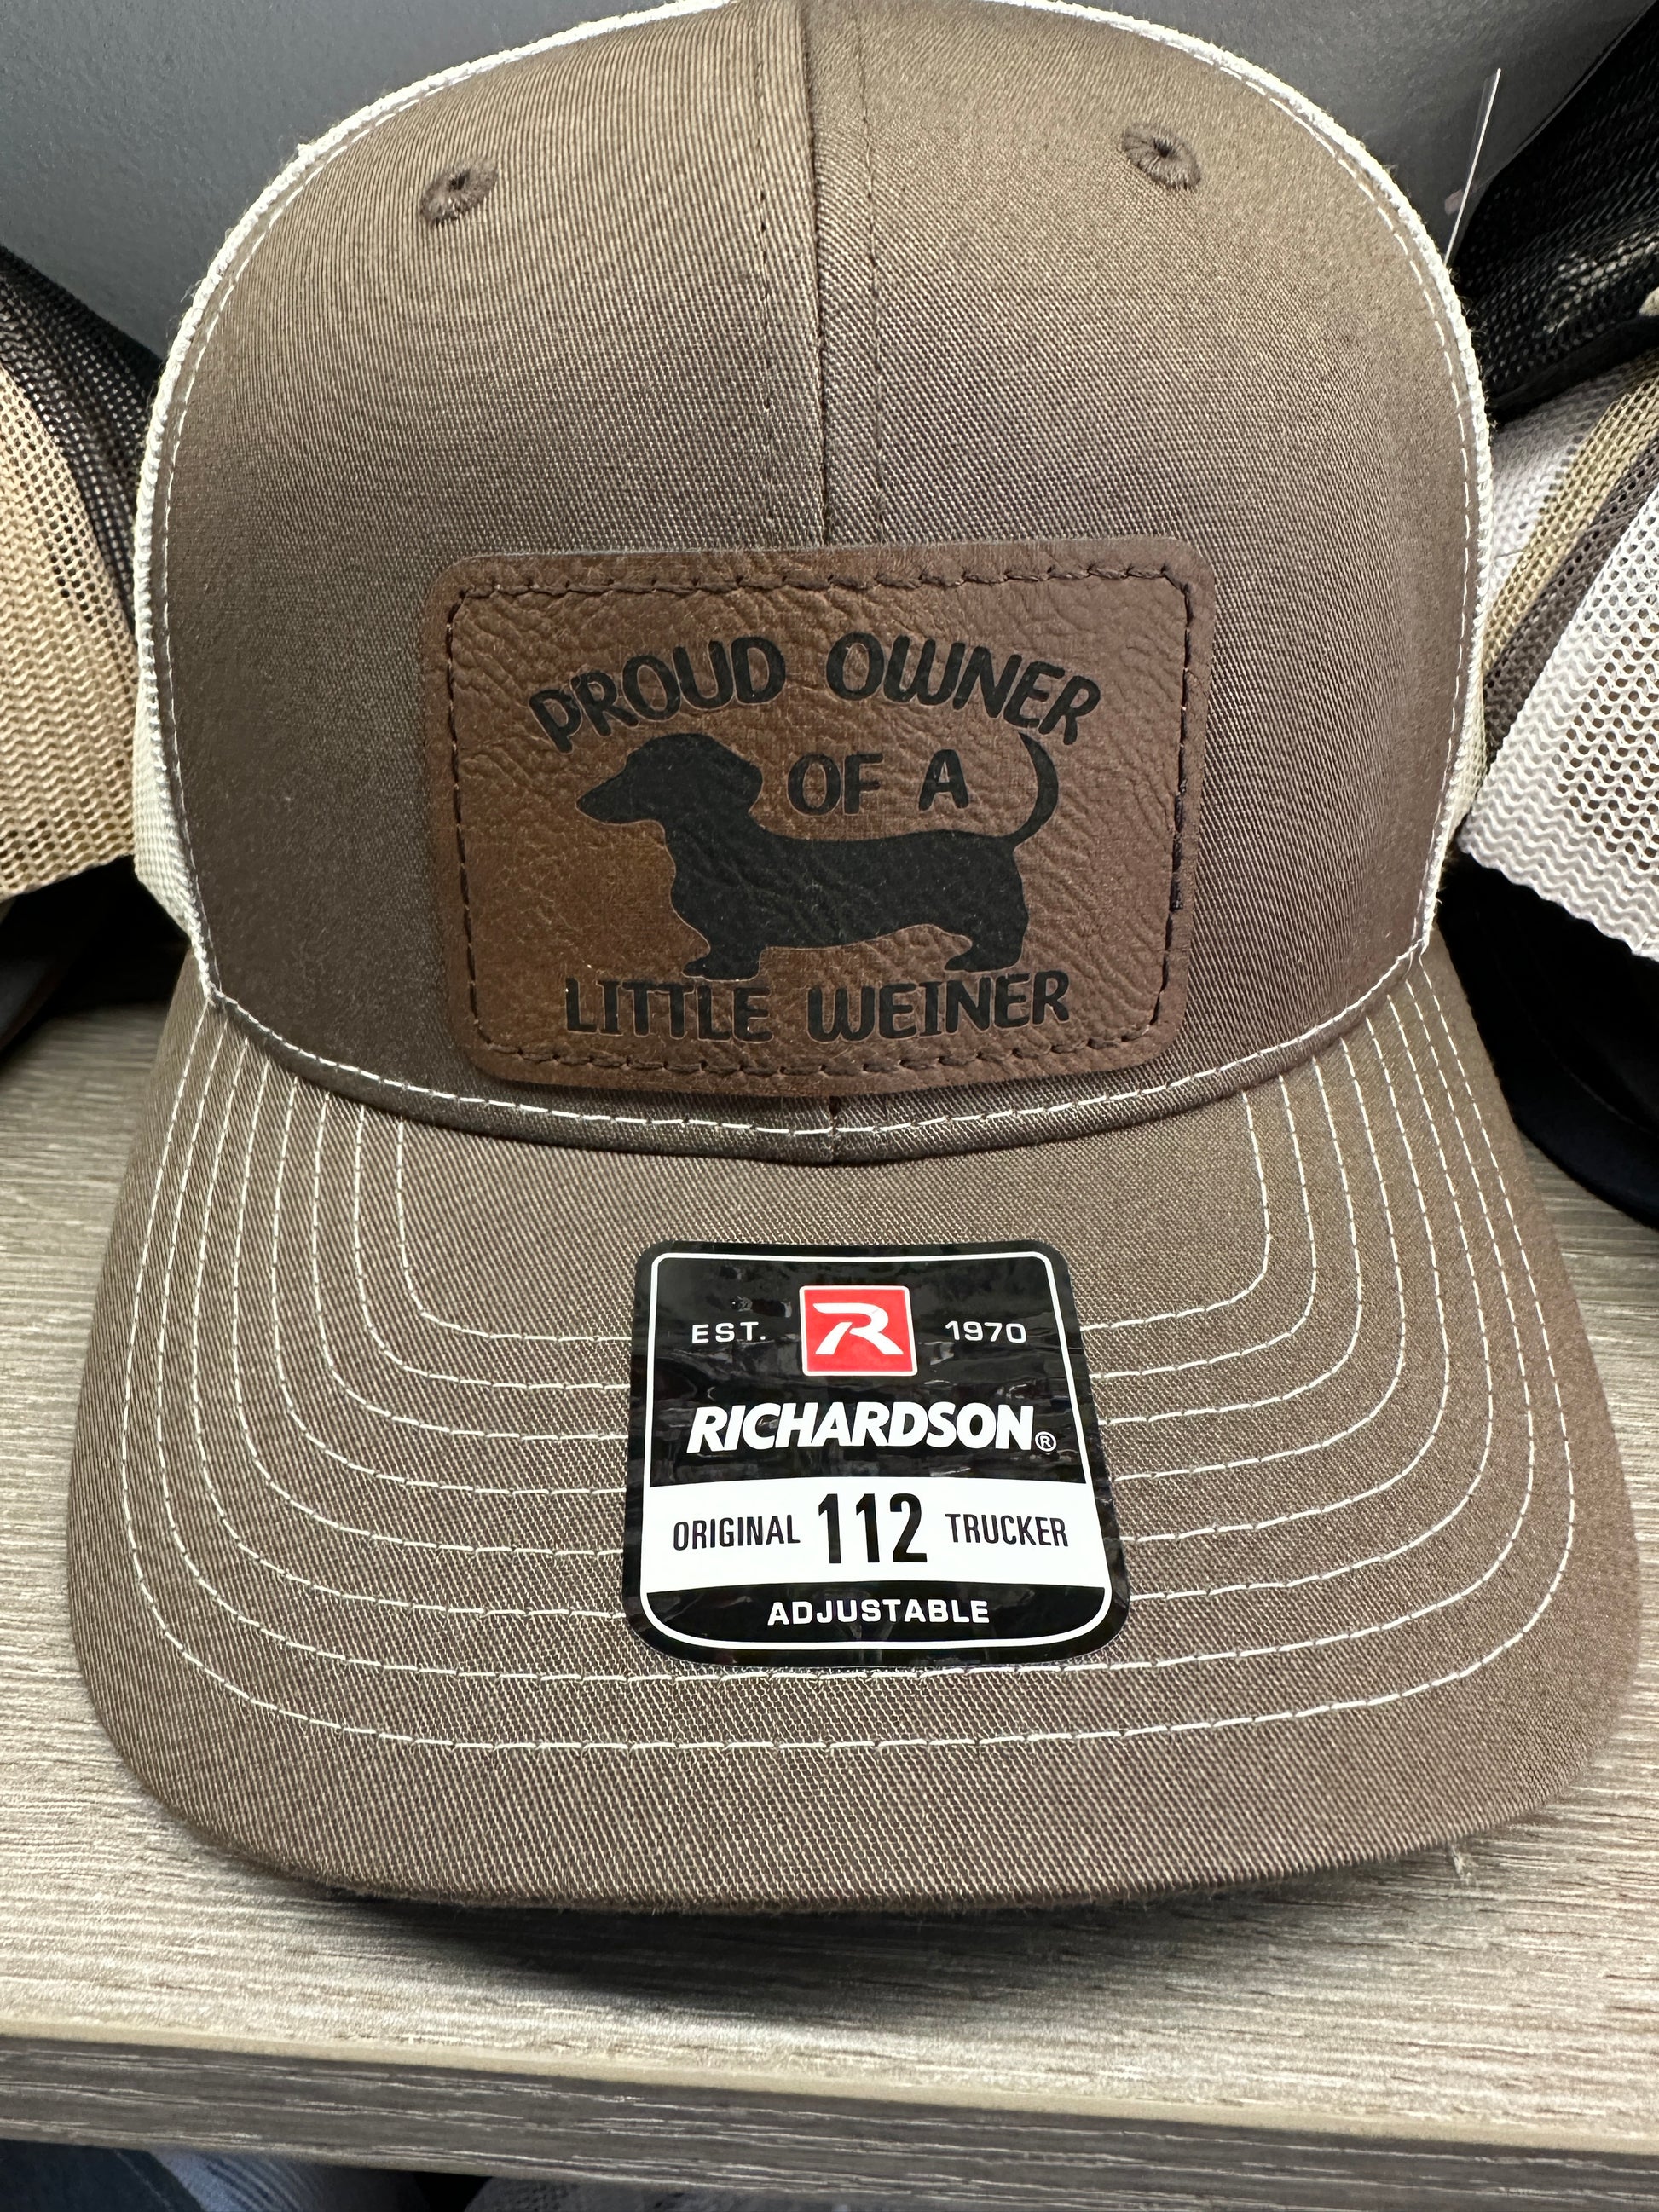 PROUD OWNER
OF A
LITTLE WEINER
EST. R 1970
RICHARDSON®
ORIGINAL 112 TRUCKER
ADJUSTABLE